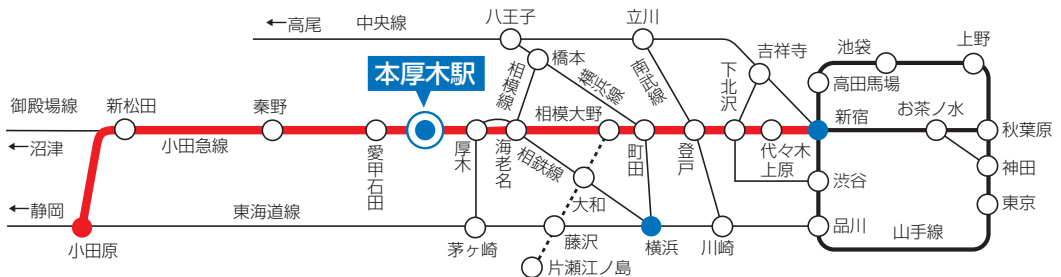 ←高尾
中央線
八王子
立川
吉祥寺
池袋
上野
橋本
高田馬場
本厚木駅
相模線
横浜線
南武線
下北沢
お茶ノ水
御殿場線
新松田
秦野
相模大野
新宿
秋葉原
小田急線
←沼津
愛甲石田
厚木
海老名
相鉄線
町田
登戸
代々木
上原
神田
渋谷
←静岡
東海道線
大和
東京
小田原
茅ヶ崎
藤沢
横浜
川崎
品川
山手線
片瀬江ノ島